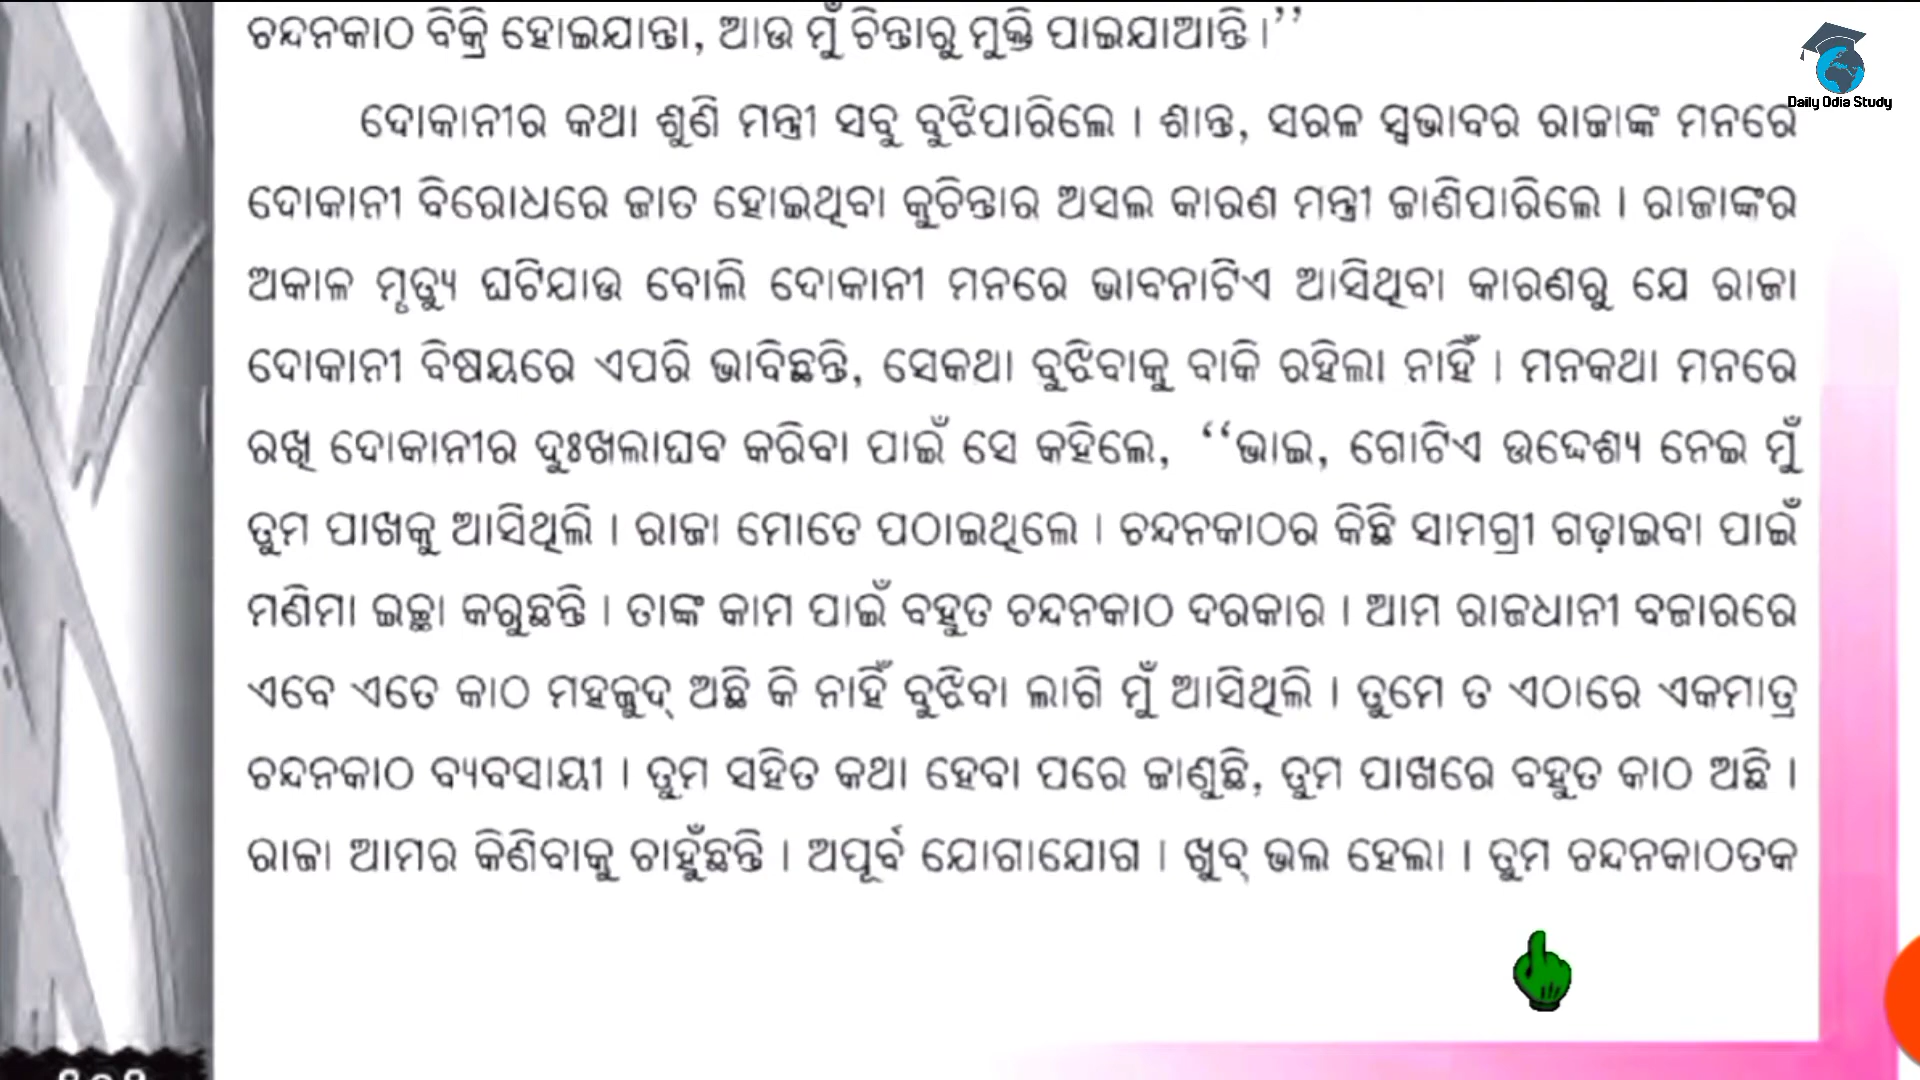 ଚନ୍ଦନକାଠ ବିକ୍ରି ହୋଇଯାନ୍ତା, ଆଉ ମୁଁ ଚିନ୍ତାରୁ ମୁକ୍ତି ପାଇଯାଆନ୍ତି ।’’
Daily Odia Study
ଦୋକାନୀର କଥା ଶୁଣି ମନ୍ତ୍ରୀ ସବୁ ବୁଝିପାରିଲେ । ଶାନ୍ତ, ସରଳ ସ୍ୱଭାବର ରାଜାଙ୍କ ମନରେ
ଦୋକାନୀ ବିରୋଧରେ ଜାତ ହୋଇଥିବା କୁଚିନ୍ତାର ଅସଲ କାରଣ ମନ୍ତ୍ରୀ ଜାଣିପାରିଲେ । ରାଜାଙ୍କର
ଅକାଳ ମୃତ୍ୟୁ ଘଟିଯାଉ ବୋଲି ଦୋକାନୀ ମନରେ ଭାବନାଟିଏ ଆସିଥିବା କାରଣରୁ ଯେ ରାଜା
ଦୋକାନୀ ବିଷୟରେ ଏପରି ଭାବିଛନ୍ତି, ସେକଥା ବୁଝିବାକୁ ବାକି ରହିଲା ନାହିଁ । ମନକଥା ମନରେ
ରଖି ଦୋକାନୀର ଦୁଃଖଲାଘବ କରିବା ପାଇଁ ସେ କହିଲେ, ‘‘ଭାଇ, ଗୋଟିଏ ଉଦ୍ଦେଶ୍ୟ ନେଇ ମୁଁ
ତୁମ ପାଖକୁ ଆସିଥିଲି । ରାଜା ମୋତେ ପଠାଇଥିଲେ । ଚନ୍ଦନକାଠର କିଛି ସାମଗ୍ରୀ ଗଢ଼ାଇବା ପାଇଁ
ମଣିମା ଇଚ୍ଛା କରୁଛନ୍ତି । ତାଙ୍କ କାମ ପାଇଁ ବହୁତ ଚନ୍ଦନକାଠ ଦରକାର । ଆମ ରାଜଧାନୀ ବଜାରରେ
ଏବେ ଏତେ କାଠ ମହଜୁଦ୍ ଅଛି କି ନାହିଁ ବୁଝିବା ଲାଗି ମୁଁ ଆସିଥିଲି । ତୁମେ ତ ଏଠାରେ ଏକମାତ୍ର
ଚନ୍ଦନକାଠ ବ୍ୟବସାୟୀ । ତୁମ ସହିତ କଥା ହେବା ପରେ ଜାଣୁଛି, ତୁମ ପାଖରେ ବହୁତ କାଠ ଅଛି ।
ରାଜା ଆମର କିଣିବାକୁ ଚାହୁଁଛନ୍ତି । ଅପୂର୍ବ ଯୋଗାଯୋଗ । ଖୁବ୍ ଭଲ ହେଲା । ତୁମ ଚନ୍ଦନକାଠତକ